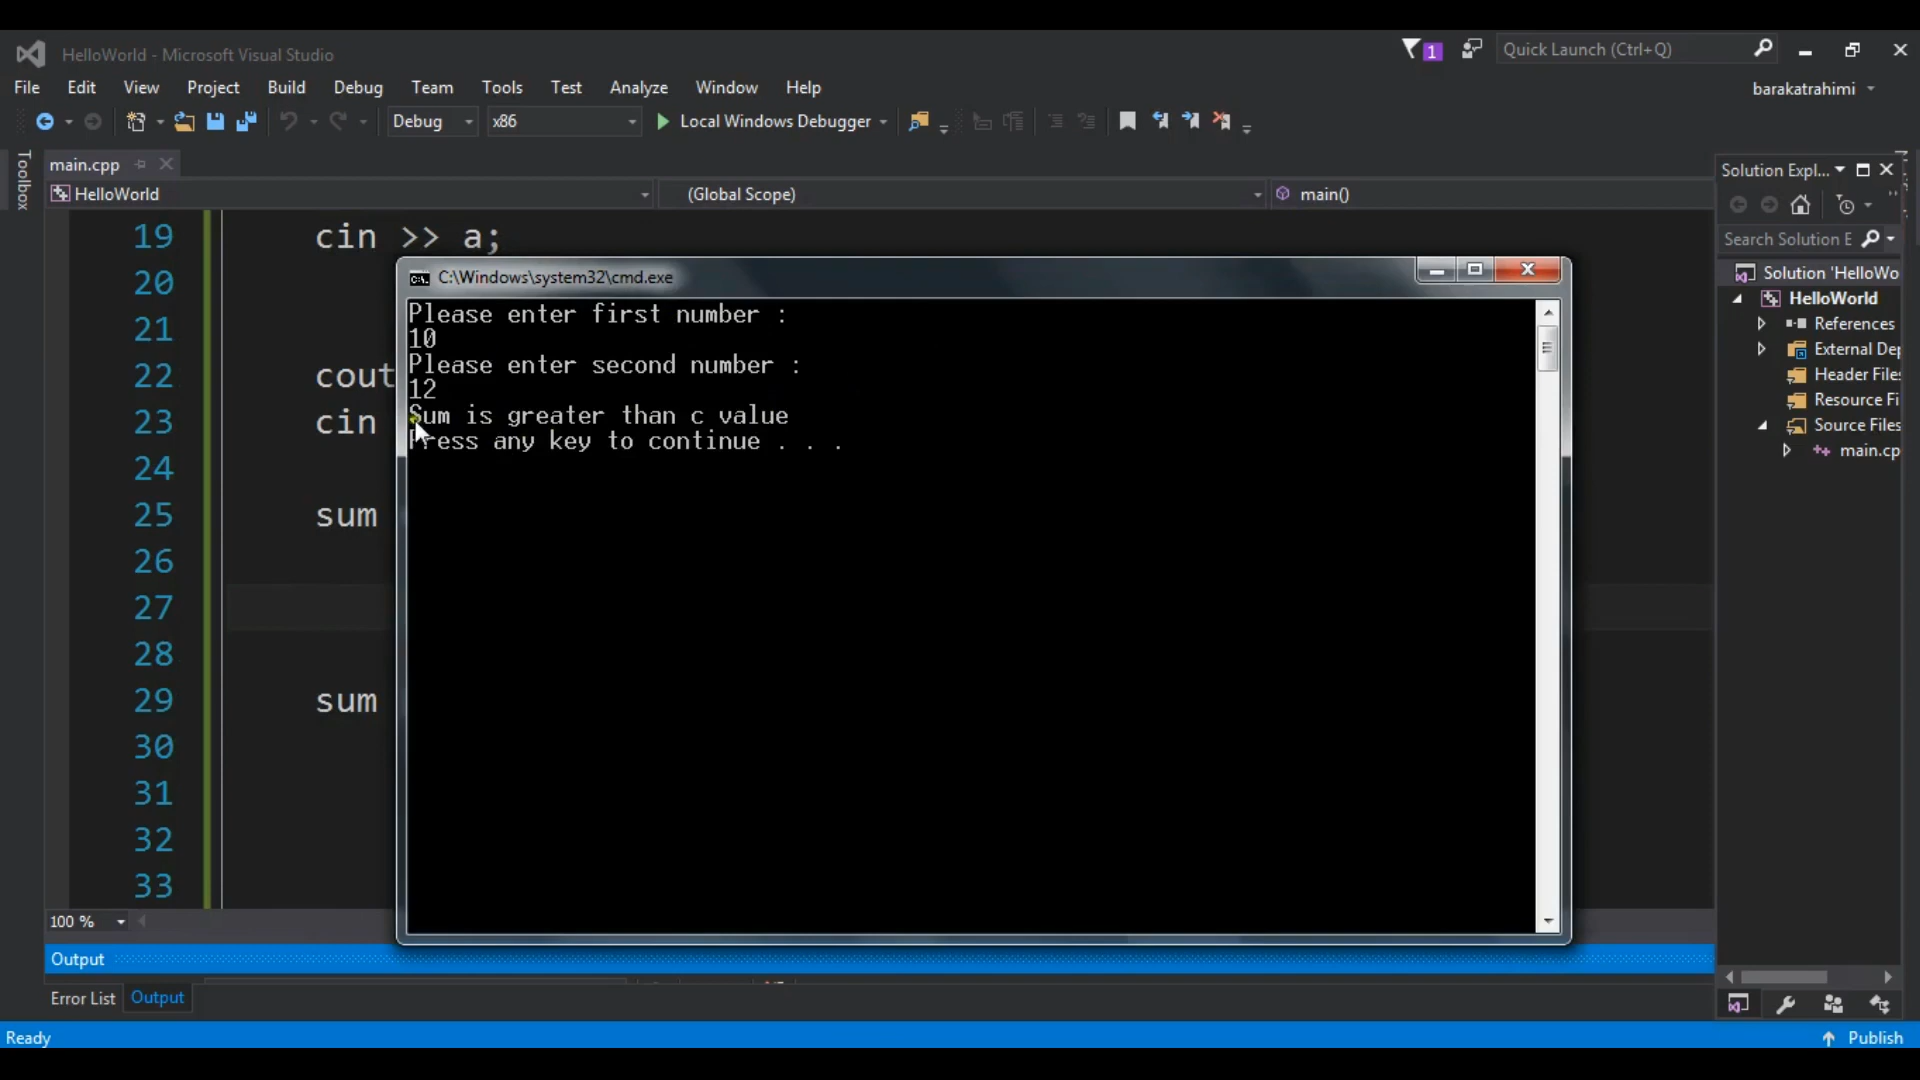 HelloWorld - Microsoft Visual Studio
1
Quick Launch (Ctrl+Q)
File Edit View Project Build Debug Team Tools Test Analyze Window Help
barakatrahimi
Debug x86 Local Windows Debugger
Toolbox
main.cpp
HelloWorld (Global Scope) main()
19 cin >> a;
20
21
22 cout
23 cin
24
25 sum
26
27
28
29 sum
30
31
32
33
C:\Windows\system32\cmd.exe
Please enter first number :
10
Please enter second number :
12
Sum is greater than c value
Press any key to continue . . .
Solution Expl...
Search Solution E
Solution 'HelloWo
HelloWorld
References
External Dep
Header Files
Resource Fi
Source Files
main.cp
100 %
Output
Error List Output
Ready
Publish